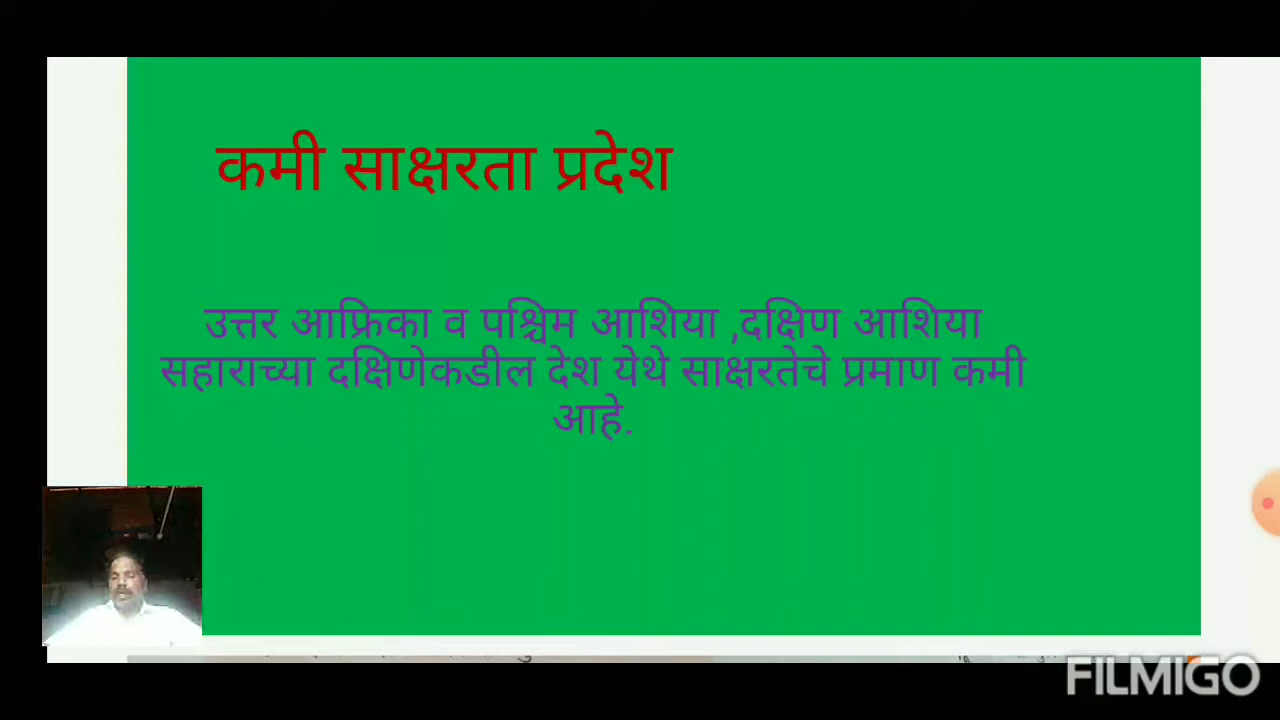 कमी साक्षरता प्रदेश
उत्तर आफ्रिका व पश्चिम आशिया ,दक्षिण आशिया
सहाराच्या दक्षिणेकडील देश येथे साक्षरतेचे प्रमाण कमी
आहे.
FILMIGO